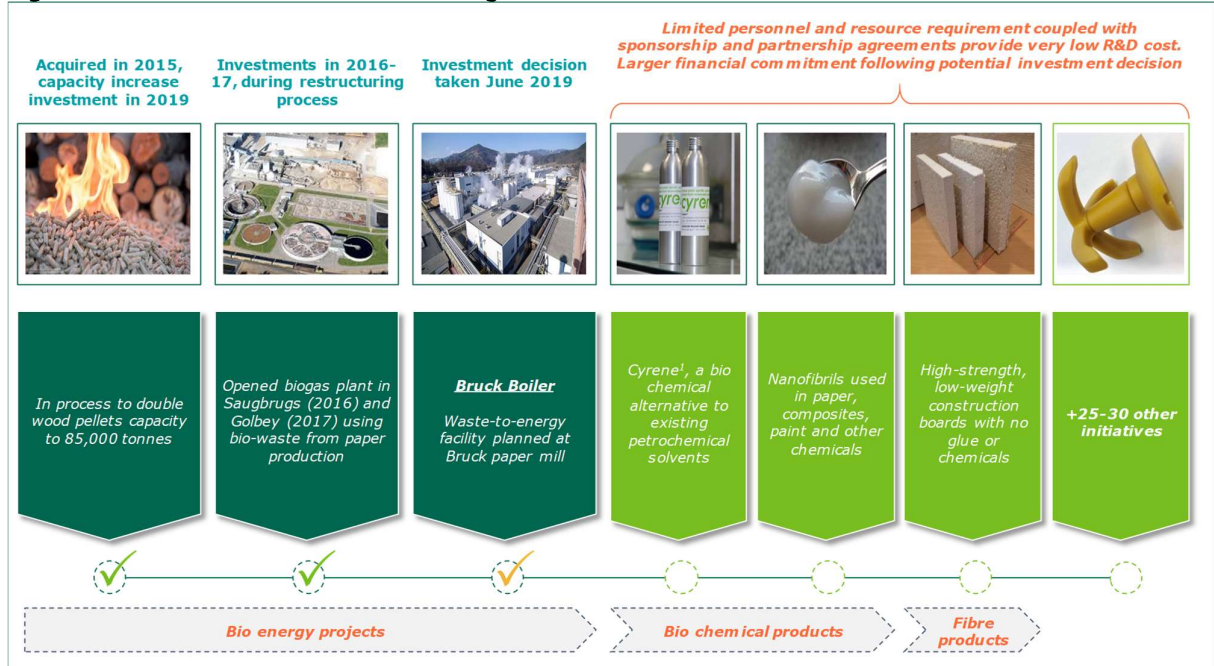 Limited personnel and resource requirement coupled with
sponsorship and partnership agreements provide very low R&D cost.
Larger financial commitment following potential investment decision
Acquired in 2015,
capacity increase
investment in 2019
Investments in 2016-
17, during restructuring
process
Investment decision
taken June 2019
cyrene
cyrene
In process to double
wood pellets capacity
to 85,000 tonnes
Opened biogas plant in
Saugbrugs (2016) and
Golbey (2017) using
bio-waste from paper
production
Bruck Boiler
Waste-to-energy
facility planned at
Bruck paper mill
Cyrene¹, a bio
chemical
alternative to
existing
petrochemical
solvents
Nanofibrils used
in paper,
composites,
paint and other
chemicals
High-strength,
low-weight
construction
boards with no
glue or
chemicals
+25-30 other
initiatives
Bio energy projects
Bio chemical products
Fibre
products